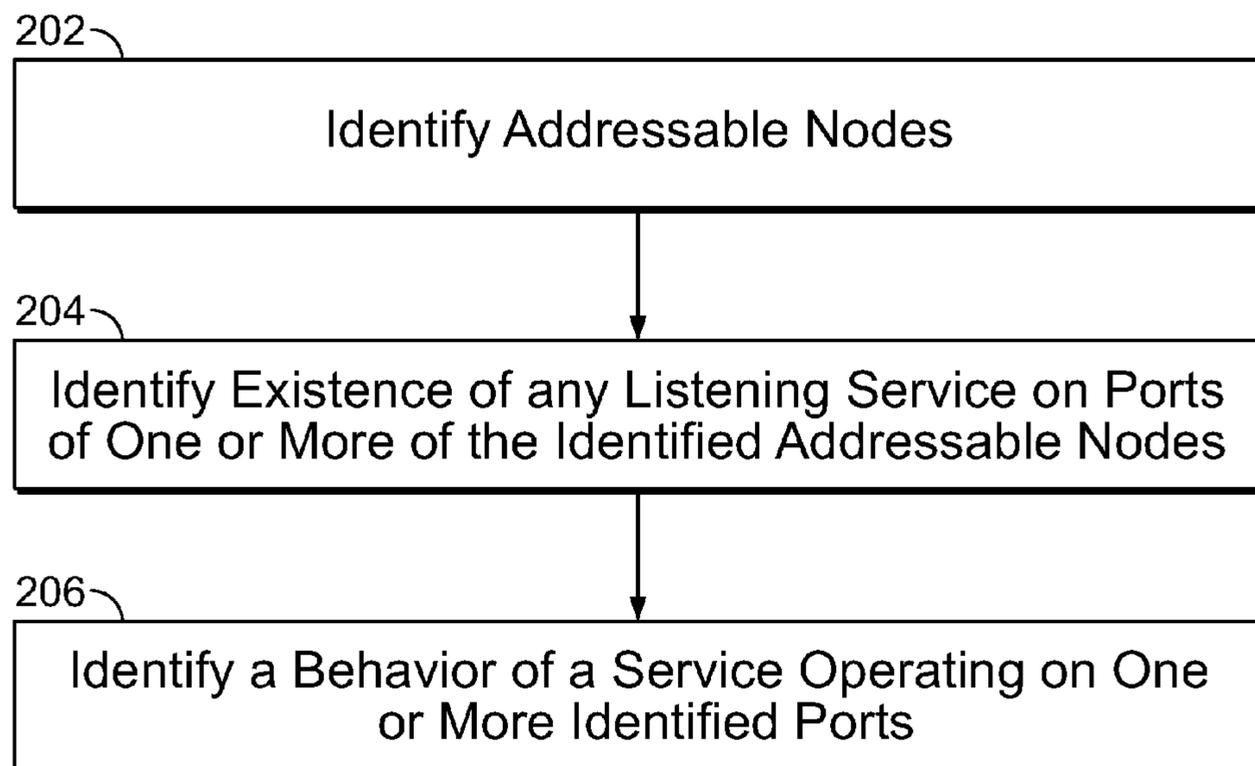 202
Identify Addressable Nodes
204
Identify Existence of any Listening Service on Ports
of One or More of the Identified Addressable Nodes
206
Identify a Behavior of a Service Operating on One
or More Identified Ports